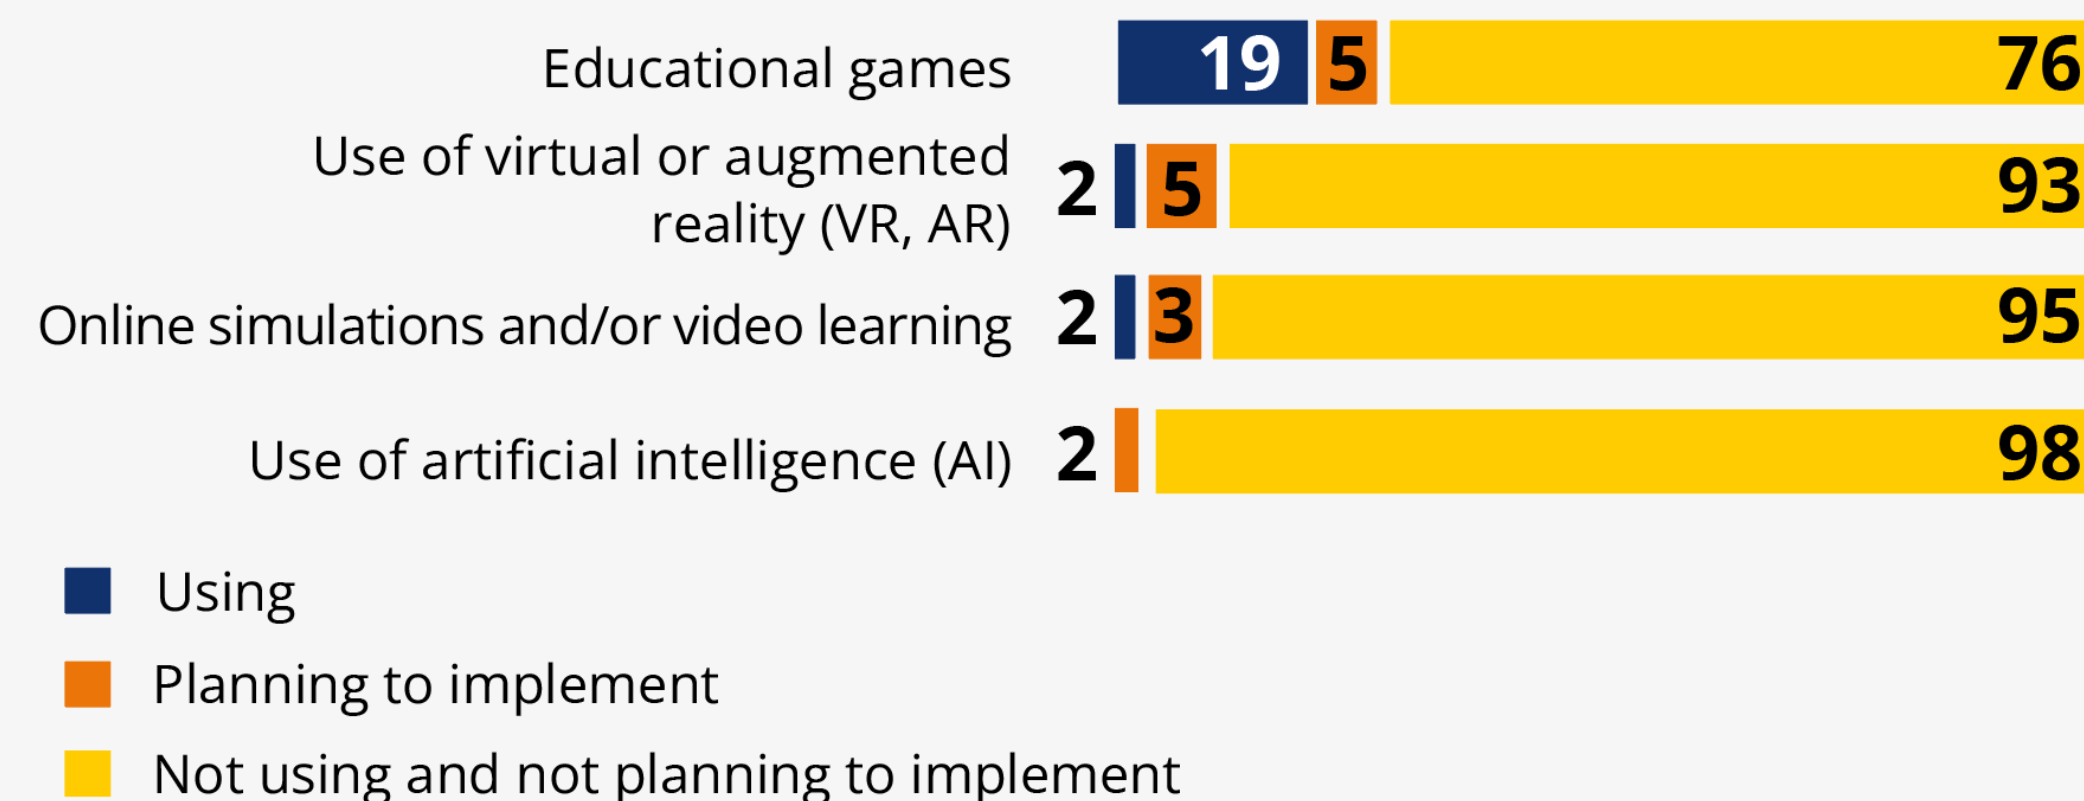 Educational games 19 5 76
Use of virtual or augmented
reality (VR, AR) 2 5 93
Online simulations and/or video learning 2 3 95
Use of artificial intelligence (AI) 2 98
Using
Planning to implement
Not using and not planning to implement